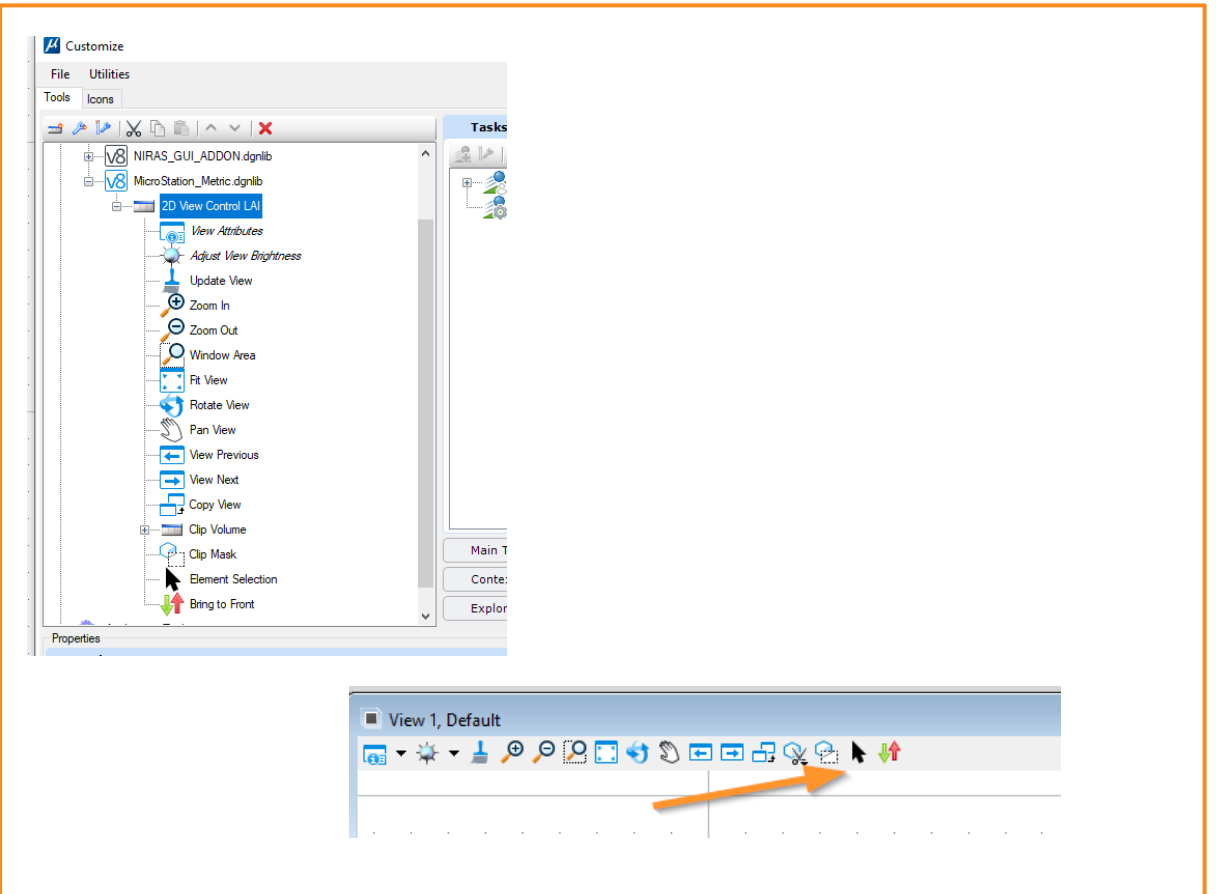 Customize
File Utilities
Tools Icons
Tasks
V8 NIRAS_GUI_ADDON.dgnlib
V8 MicroStation_Metric.dgnlib
2D View Control LAI
View Attributes
Adjust View Brightness
Update View
Zoom In
Zoom Out
Window Area
Fit View
Rotate View
Pan View
View Previous
View Next
Copy View
Clip Volume
Clip Mask
Element Selection
Bring to Front
Main T
Conte
Explor
Properties
View 1, Default